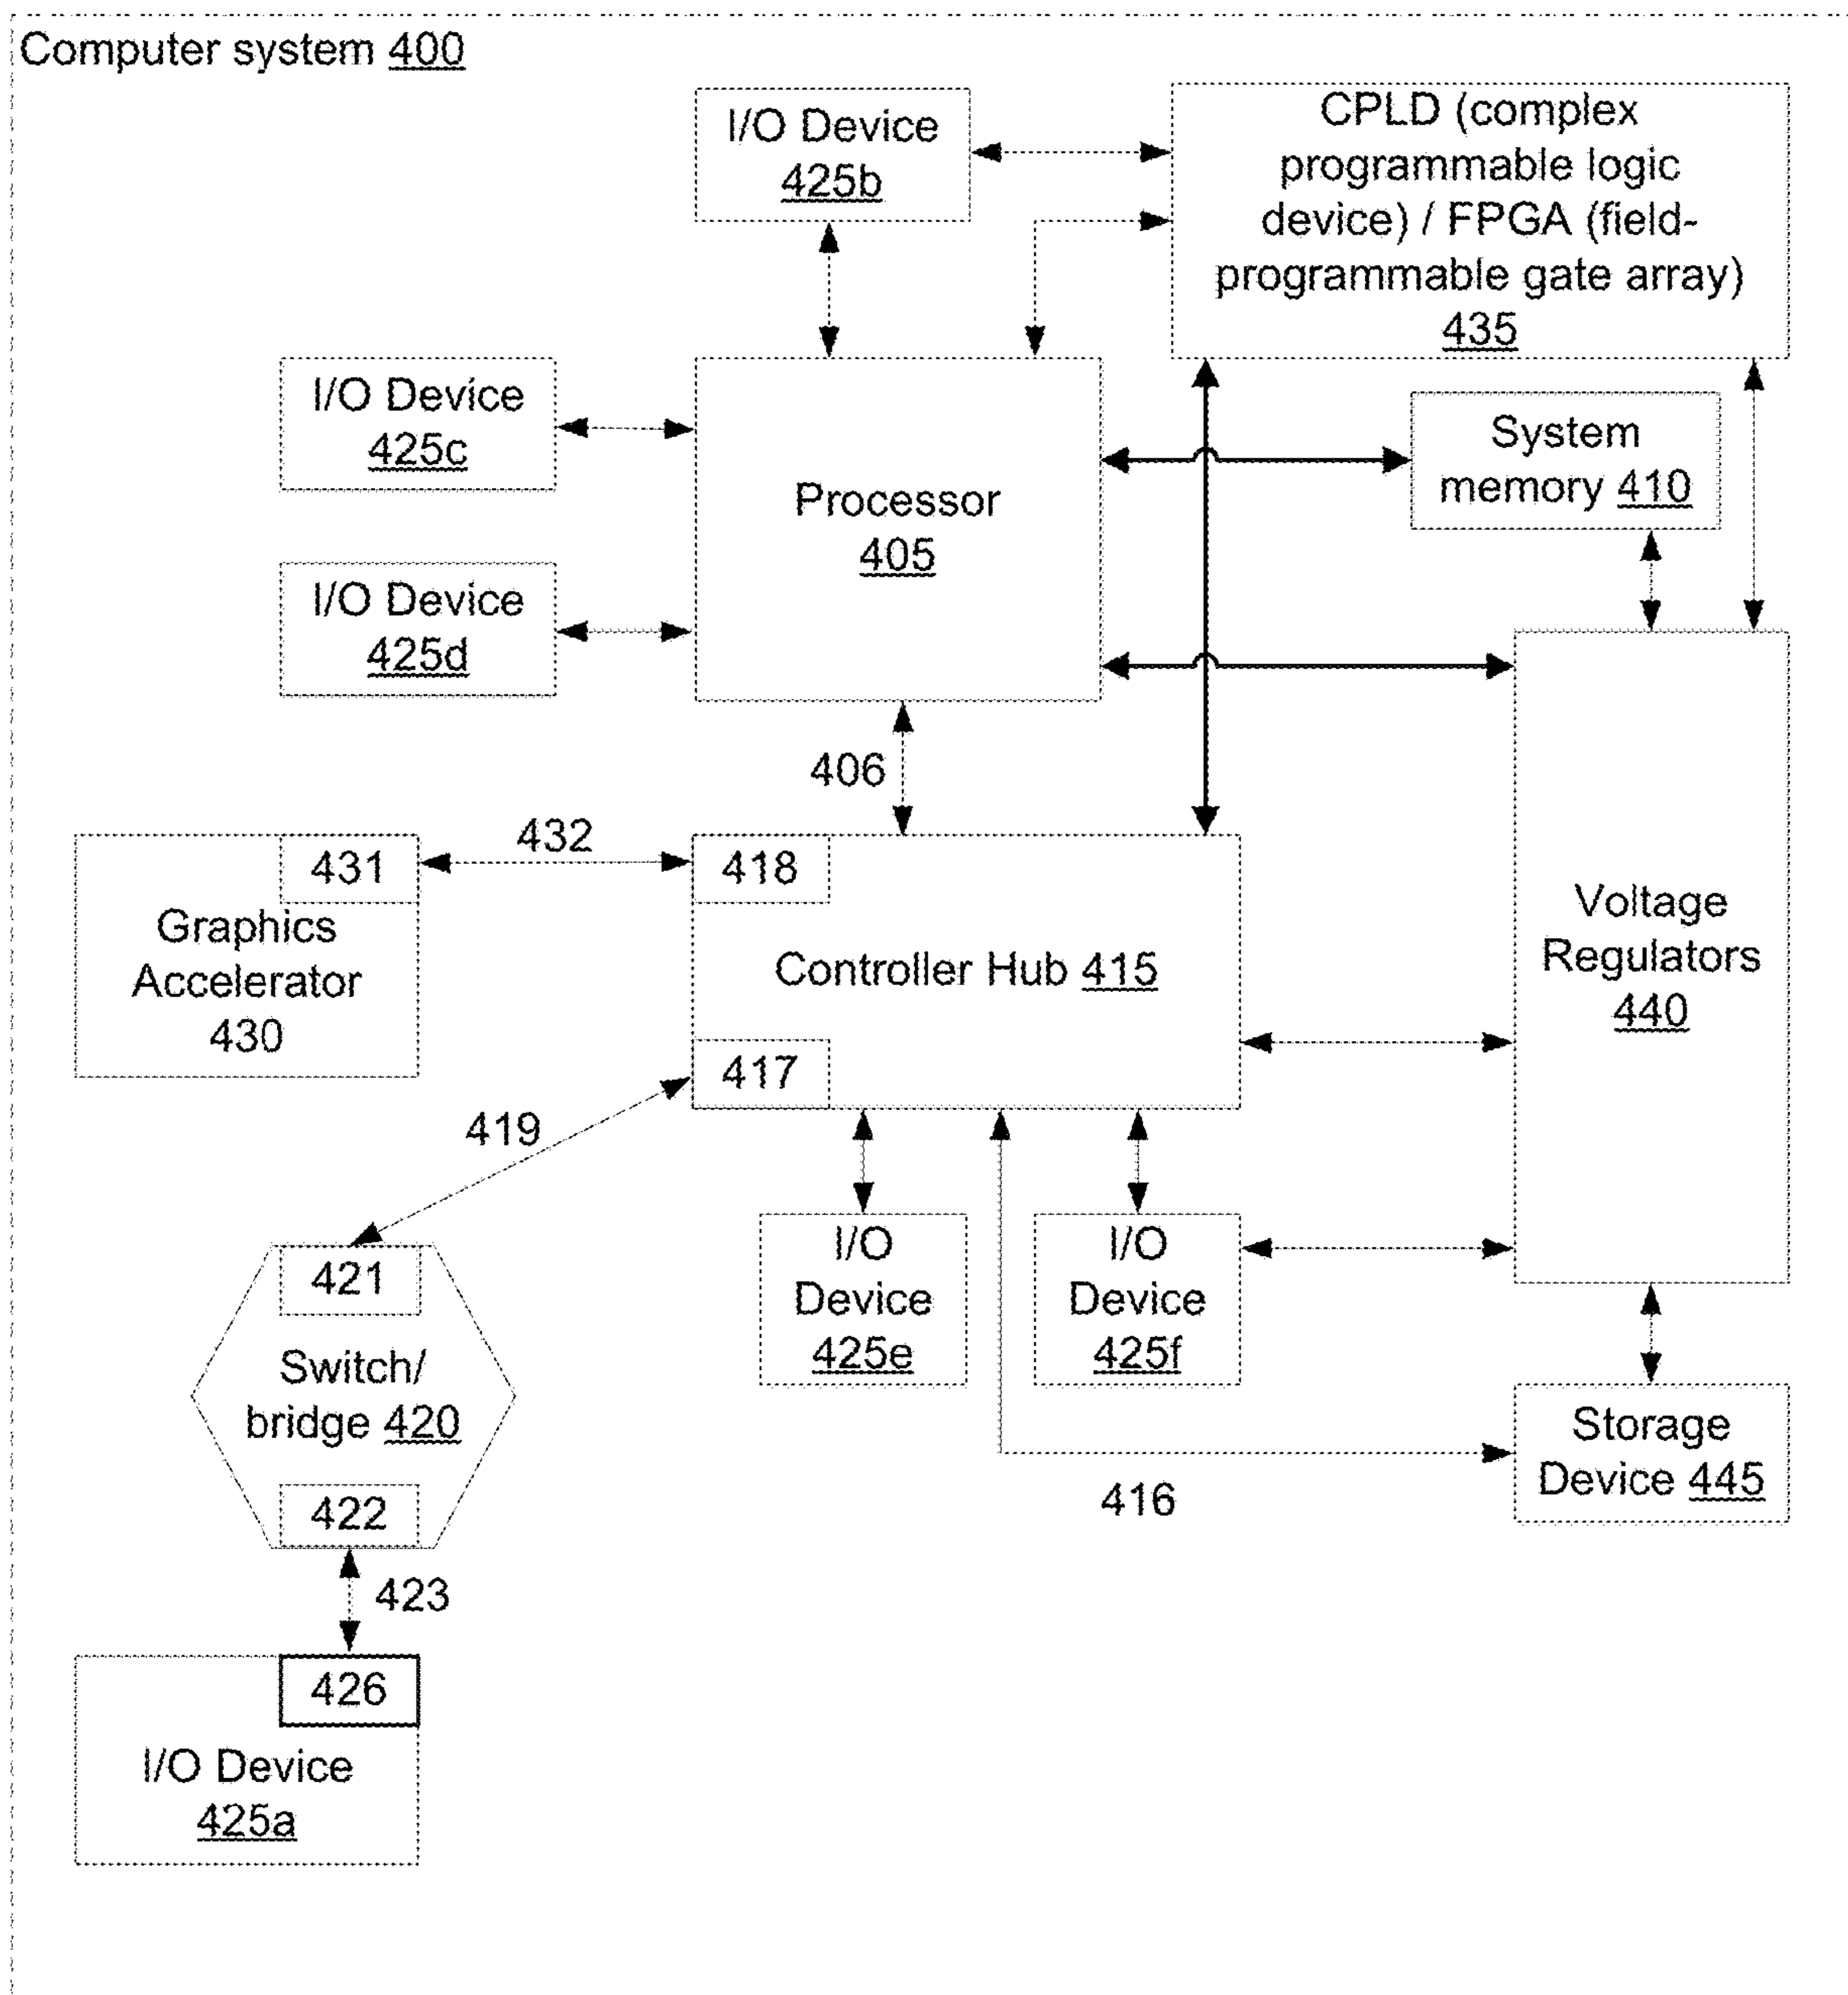 Computer system 400
I/O Device
425b
CPLD (complex
programmable logic
device) / FPGA (field-
programmable gate array)
435
I/O Device
425c
System
memory 410
Processor
405
I/O Device
425d
406
432
431
418
Graphics
Accelerator
430
Controller Hub 415
Voltage
Regulators
440
417
419
I/O
Device
425e
I/O
Device
425f
421
Switch/
bridge 420
422
Storage
Device 445
416
423
426
I/O Device
425a